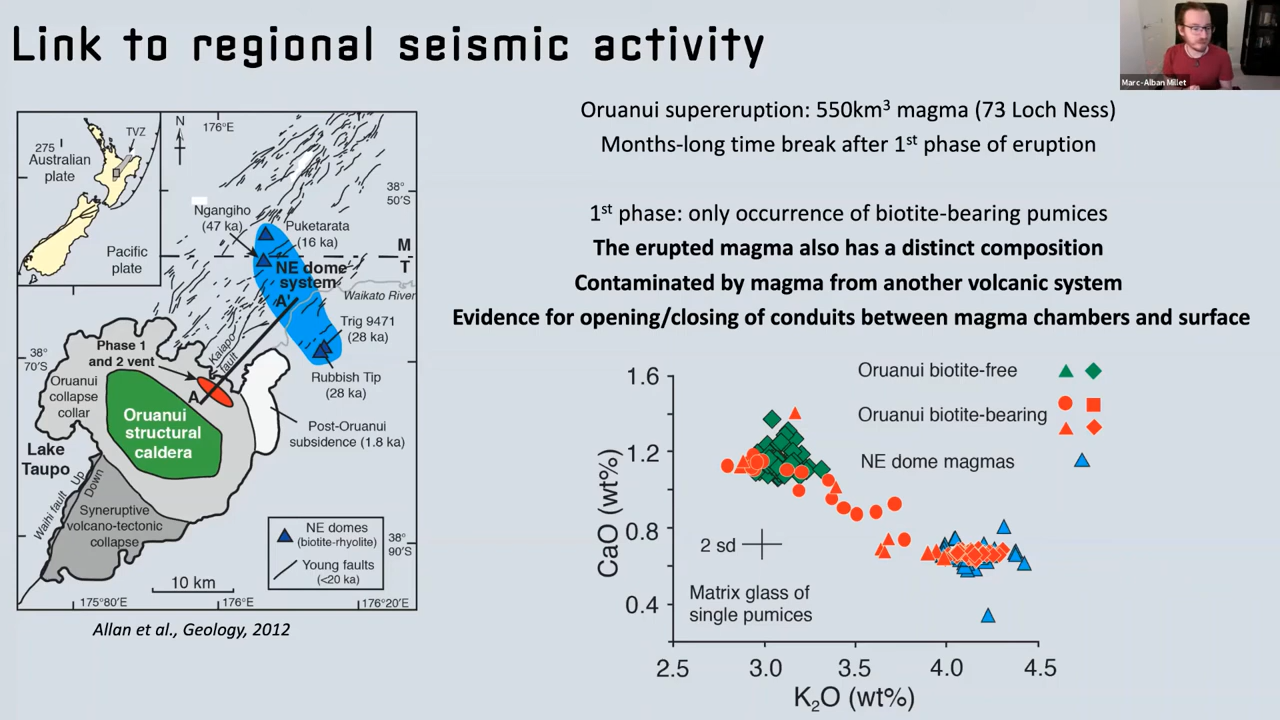 Link to regional seismic activity
Marc-Alban Millet
Oruanui supereruption: 550km³ magma (73 Loch Ness)
Months-long time break after 1st phase of eruption
1st phase: only occurrence of biotite-bearing pumices
The erupted magma also has a distinct composition
Contaminated by magma from another volcanic system
Evidence for opening/closing of conduits between magma chambers and surface
275
TVZ
Australian
plate
Pacific
plate
N
176°E
38°
50'S
Ngangiho
(47 ka)
Puketarata
(16 ka)
M
T
NE dome
system
A'
Waikato River
Trig 9471
(28 ka)
Rubbish Tip
(28 ka)
38°
70'S
Phase 1
and 2 vent
Kaiapo
fault
A
Oruanui
collapse
collar
Oruanui
structural
caldera
Post-Oruanui
subsidence (1.8 ka)
Lake
Taupo
Waihi fault
Up
Down
Syneruptive
volcano-tectonic
collapse
NE domes
(biotite-rhyolite)
Young faults
(<20 ka)
38°
90'S
10 km
175°80'E
176°E
176°20'E
Allan et al., Geology, 2012
Oruanui biotite-free
Oruanui biotite-bearing
NE dome magmas
1.6
1.2
0.8
0.4
CaO (wt%)
2 sd
Matrix glass of
single pumices
2.5
3.0
3.5
4.0
4.5
K₂O (wt%)